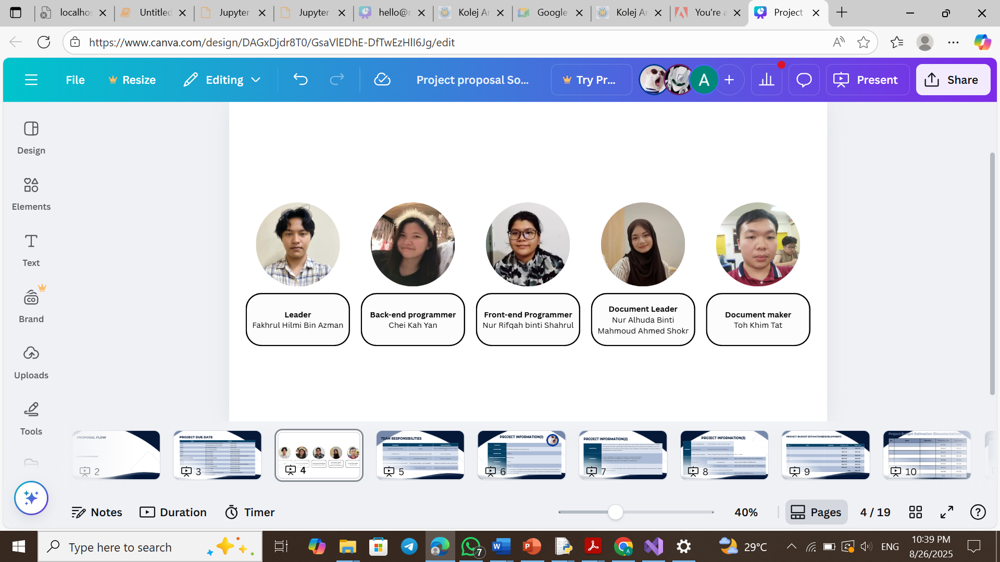 localhos
Untitled
Jupyter
Jupyter
hello@r
Kolej Ar
Google
Kolej Ar
You're a
Project
https://www.canva.com/design/DAGxDjdr8T0/GsaVlEDhE-DfTwEzHlI6Jg/edit
File
Resize
Editing
Project proposal So...
Try Pr...
A
Present
Share
Design
Elements
Text
Brand
Uploads
Tools
Leader
Fakhrul Hilmi Bin Azman
Back-end programmer
Chei Kah Yan
Front-end Programmer
Nur Rifqah binti Shahrul
Document Leader
Nur Alhuda Binti
Mahmoud Ahmed Shokr
Document maker
Toh Khim Tat
PROPOSAL FLOW
2
PROJECT DUE DATE
3
4
TEAM RESPONSIBILITIES
5
PROJECT INFORMATION(1)
6
PROJECT INFORMATION(2)
7
PROJECT INFORMATION(3)
8
PROJECT BUDGET ESTIMATION(DEVELOPMENT)
9
Project Budget Estimation (Documentation)
10
Notes
Duration
Timer
40%
Pages
4 / 19
Type here to search
7
29°C
ENG
10:39 PM
8/26/2025